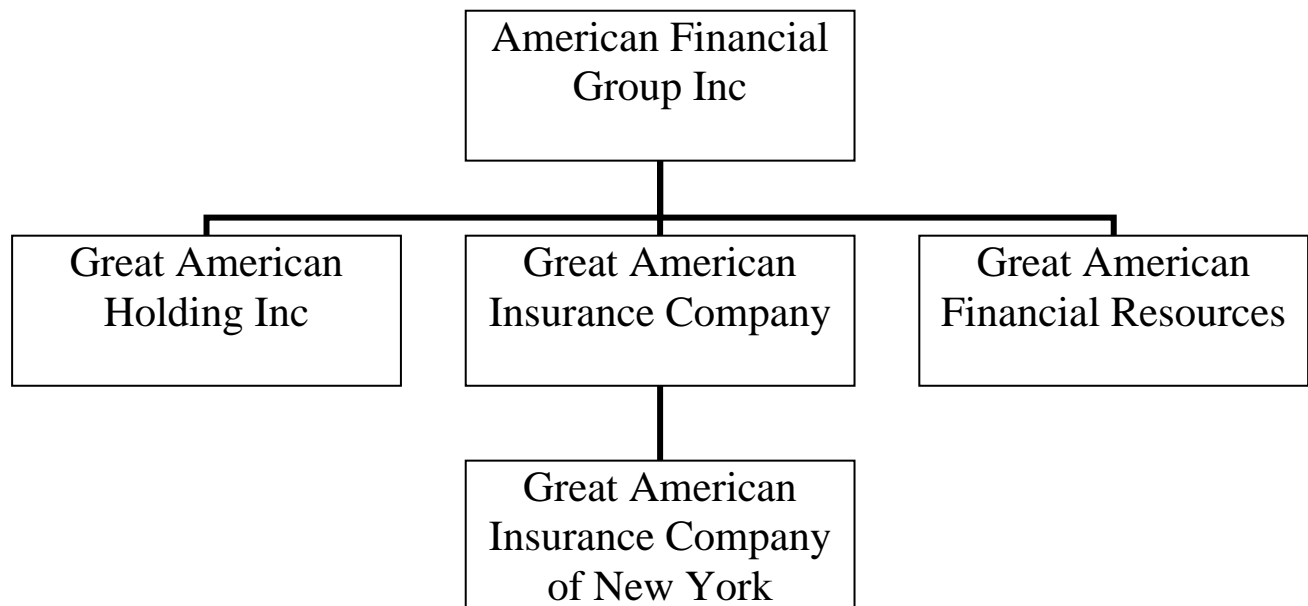 American Financial
Group Inc
Great American
Holding Inc
Great American
Insurance Company
Great American
Financial Resources
Great American
Insurance Company
of New York